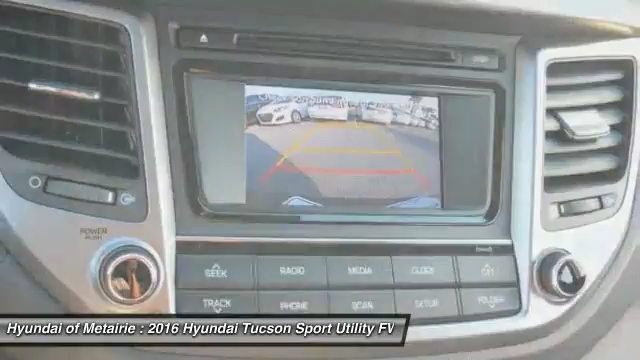 POWER
PUSH
SEEK RADIO MEDIA CLOCK
TRACK PHONE SCAN SETUP FOLDER
Hyundai of Metairie : 2016 Hyundai Tucson Sport Utility FV